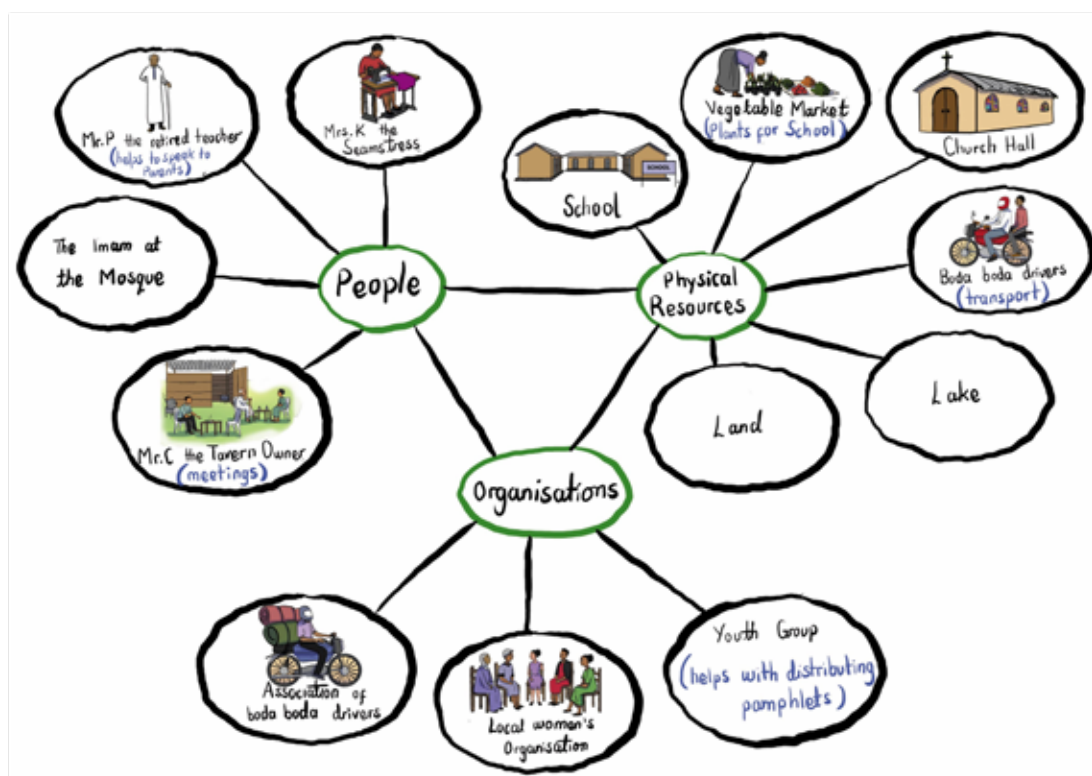 Mr.P the retired teacher
(helps to speak to
Parents)
Mrs.K the
Seamstress
The Imam at
the Mosque
Mr.C the Tavern Owner
(meetings)
People
School
SCHOOL
Vegetable Market
(Plants for School)
Church Hall
Boda boda drivers
(transport)
Physical
Resources
Land
Lake
Organisations
Association of
boda boda drivers
Local women's
Organisation
Youth Group
(helps with distributing
pamphlets)